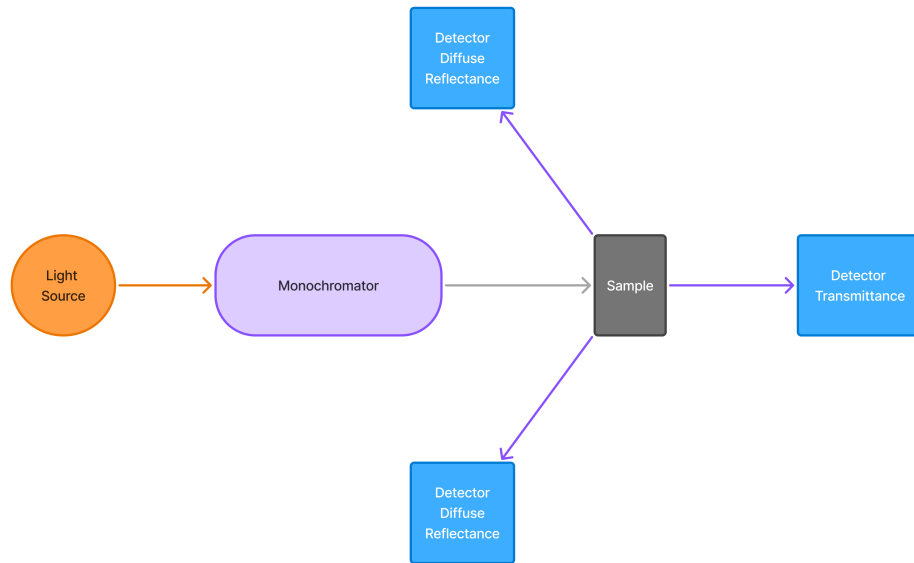 Detector
Diffuse
Reflectance
Light
Source
Monochromator
Sample
Detector
Transmittance
Detector
Diffuse
Reflectance